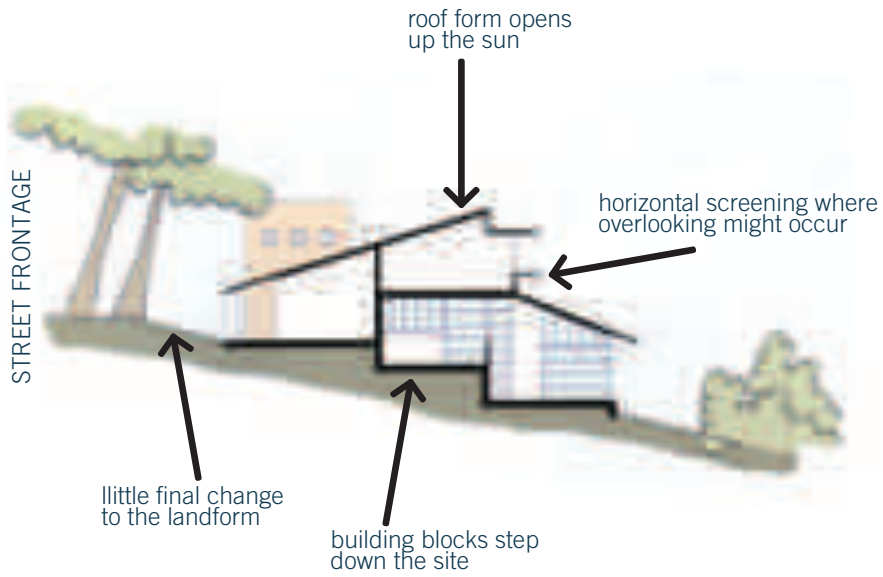 roof form opens
up the sun
horizontal screening where
overlooking might occur
STREET FRONTAGE
llittle final change
to the landform
building blocks step
down the site